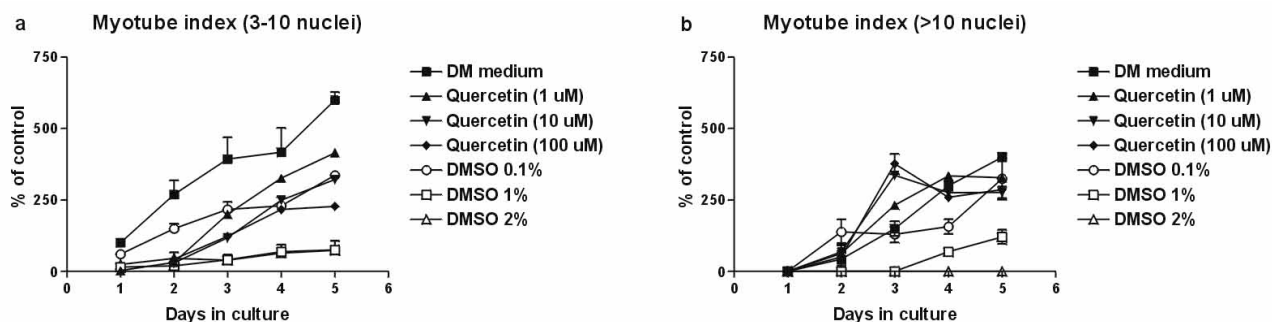 a Myotube index (3-10 nuclei)
750
500
250
0
% of control
0 1 2 3 4 5 6
Days in culture
DM medium
Quercetin (1 uM)
Quercetin (10 uM)
Quercetin (100 uM)
DMSO 0.1%
DMSO 1%
DMSO 2%
b Myotube index (>10 nuclei)
750
500
250
0
% of control
0 1 2 3 4 5 6
Days in culture
DM medium
Quercetin (1 uM)
Quercetin (10 uM)
Quercetin (100 uM)
DMSO 0.1%
DMSO 1%
DMSO 2%